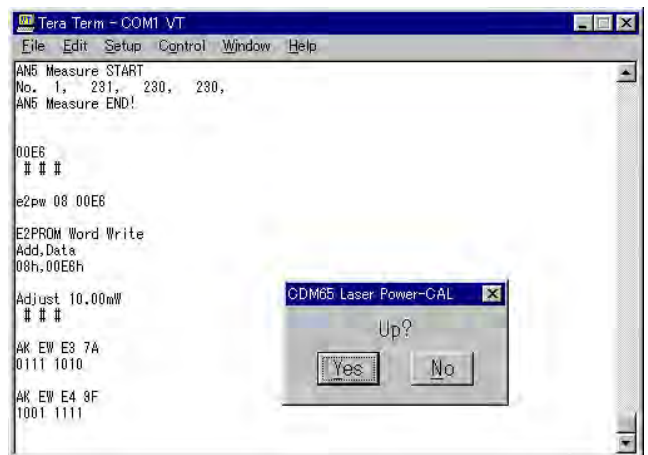 Tera Term - COM1 VT
File Edit Setup Control Window Help
AN5 Measure START
No. 1, 231, 230, 230,
AN5 Measure END!
00E6
# # #
e2pw 08 00E6
E2PROM Word Write
Add,Data
08h,00E6h
Adjust 10.00mW
# # #
AK EW E3 7A
0111 1010
AK EW E4 9F
1001 1111
CDM65 Laser Power-CAL
Up?
Yes No